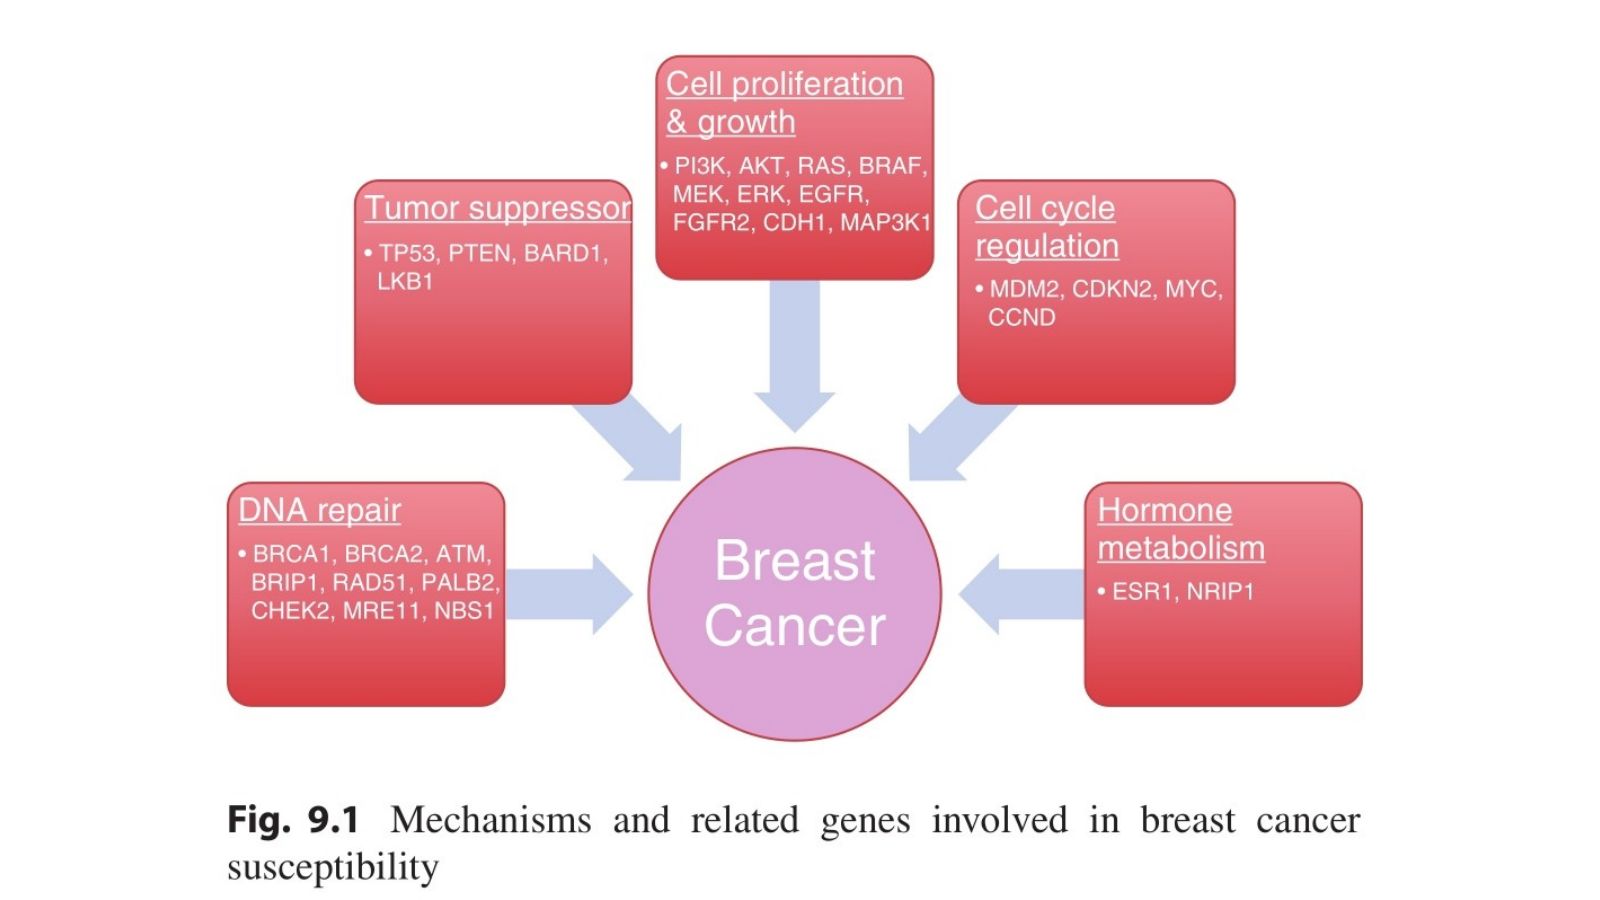 Cell proliferation
& growth
• PI3K, AKT, RAS, BRAF,
MEK, ERK, EGFR,
FGFR2, CDH1, MAP3K1
Tumor suppressor
• TP53, PTEN, BARD1,
LKB1
Cell cycle
regulation
• MDM2, CDKN2, MYC,
CCND
DNA repair
• BRCA1, BRCA2, ATM,
BRIP1, RAD51, PALB2,
CHEK2, MRE11, NBS1
Breast
Cancer
Hormone
metabolism
• ESR1, NRIP1
Fig. 9.1 Mechanisms and related genes involved in breast cancer
susceptibility